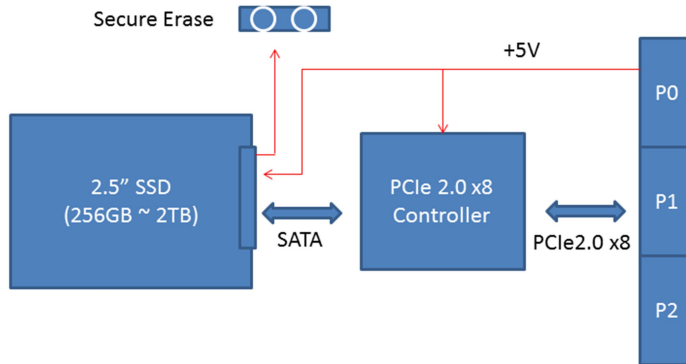 Secure Erase
+5V
P0
2.5” SSD
(256GB ~ 2TB)
PCIe 2.0 x8
Controller
P1
SATA
PCIe2.0 x8
P2